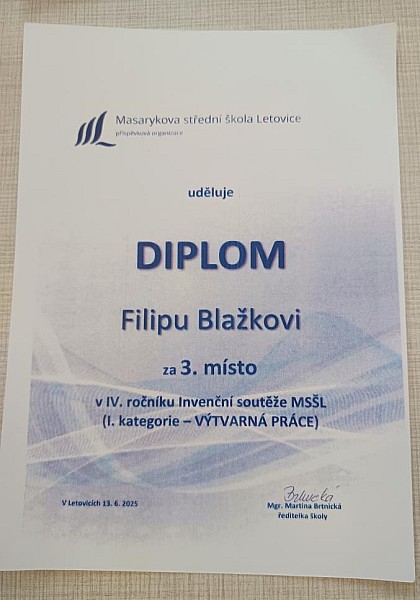 Masarykova střední škola Letovice
příspěvková organizace
uděluje
DIPLOM
Filipu Blažkovi
za 3. místo
v IV. ročníku Invenční soutěže MSŠL
(I. kategorie – VÝTVARNÁ PRÁCE)
V Letovicích 13. 6. 2025
Brtnická
Mgr. Martina Brtnická
ředitelka školy